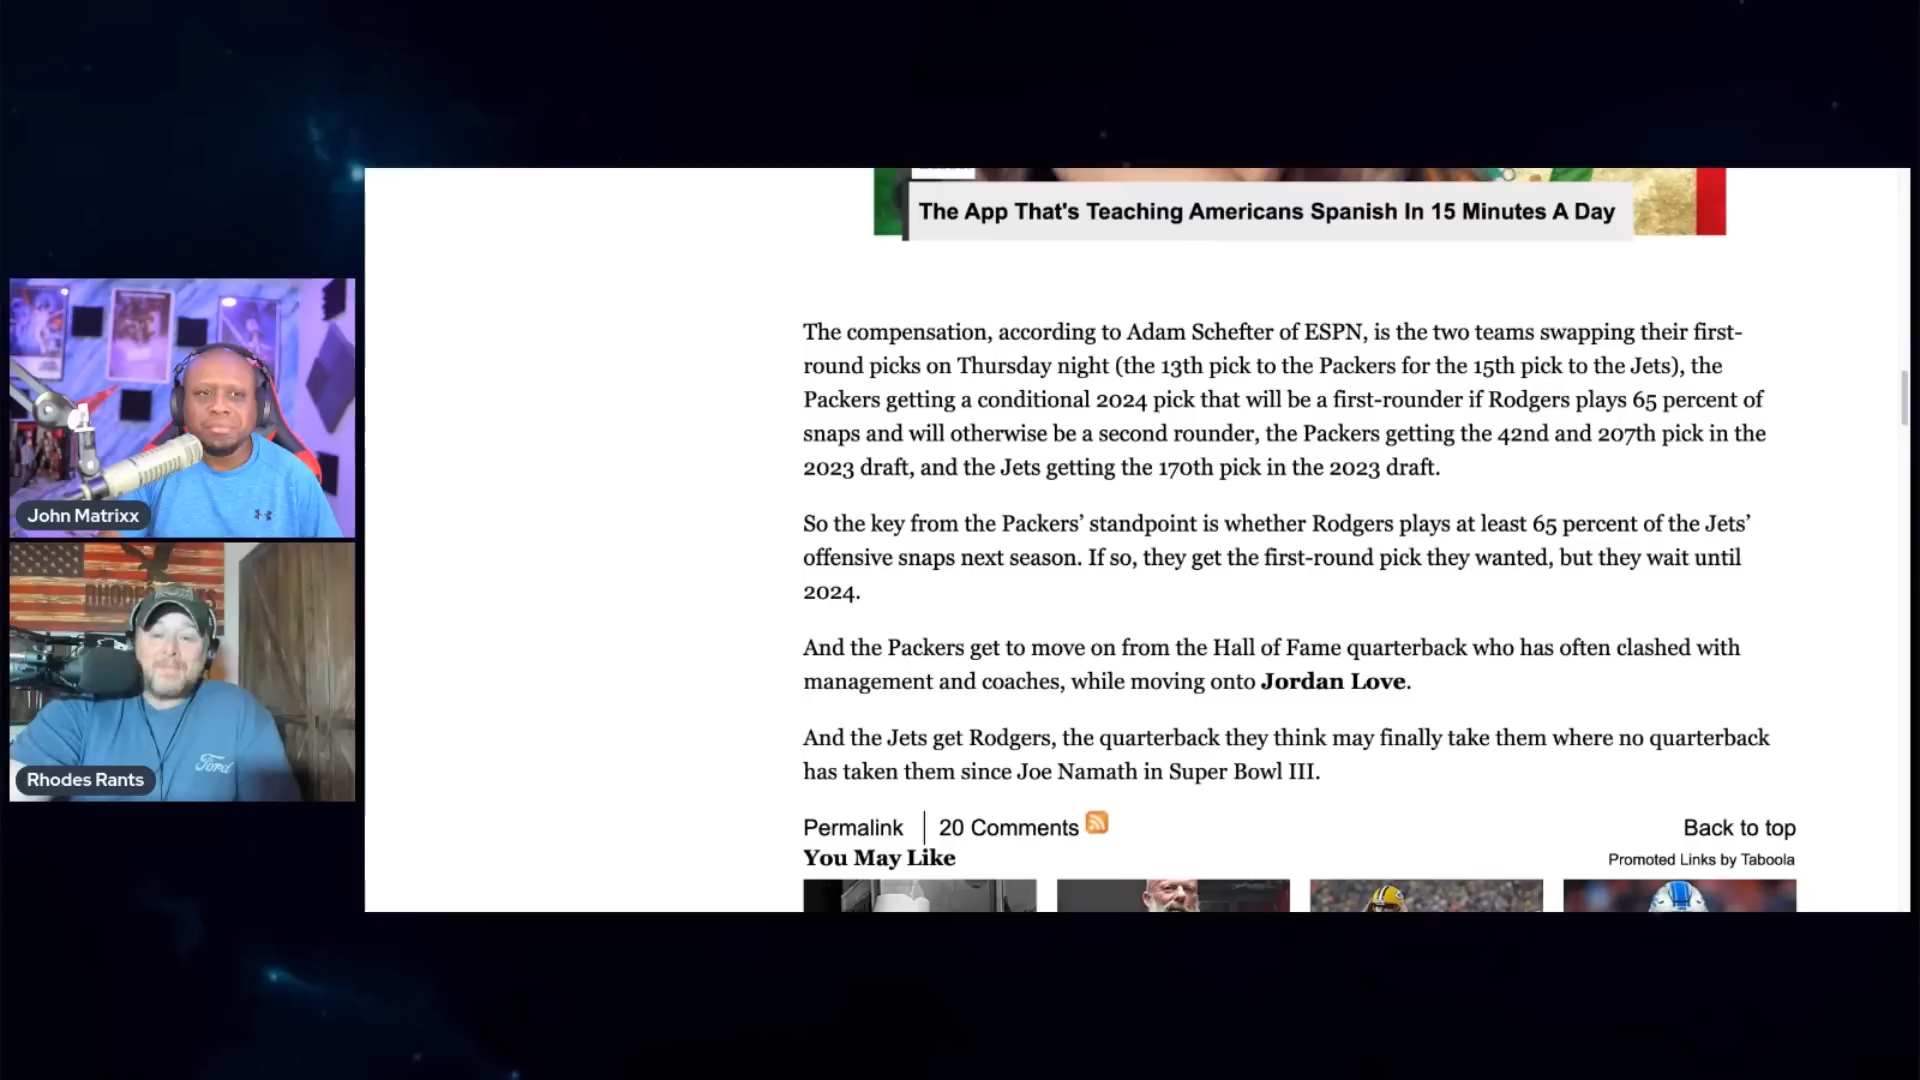 The App That's Teaching Americans Spanish In 15 Minutes A Day
The compensation, according to Adam Schefter of ESPN, is the two teams swapping their first-
round picks on Thursday night (the 13th pick to the Packers for the 15th pick to the Jets), the
Packers getting a conditional 2024 pick that will be a first-rounder if Rodgers plays 65 percent of
snaps and will otherwise be a second rounder, the Packers getting the 42nd and 207th pick in the
2023 draft, and the Jets getting the 170th pick in the 2023 draft.
So the key from the Packers’ standpoint is whether Rodgers plays at least 65 percent of the Jets’
offensive snaps next season. If so, they get the first-round pick they wanted, but they wait until
2024.
And the Packers get to move on from the Hall of Fame quarterback who has often clashed with
management and coaches, while moving onto Jordan Love.
And the Jets get Rodgers, the quarterback they think may finally take them where no quarterback
has taken them since Joe Namath in Super Bowl III.
Permalink 20 Comments Back to top
You May Like Promoted Links by Taboola
John Matrixx
Ford
Rhodes Rants